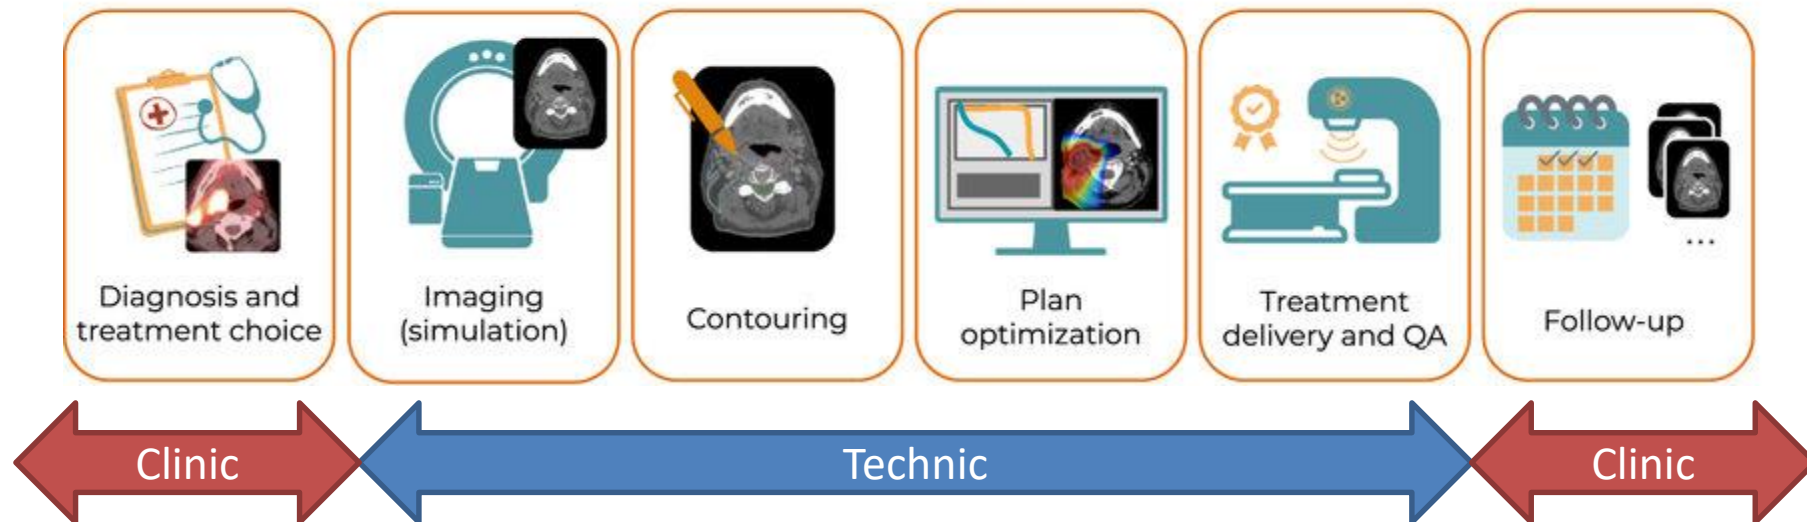 Diagnosis and
treatment choice
Imaging
(simulation)
Contouring
Plan
optimization
Treatment
delivery and QA
Follow-up
...
Clinic
Technic
Clinic